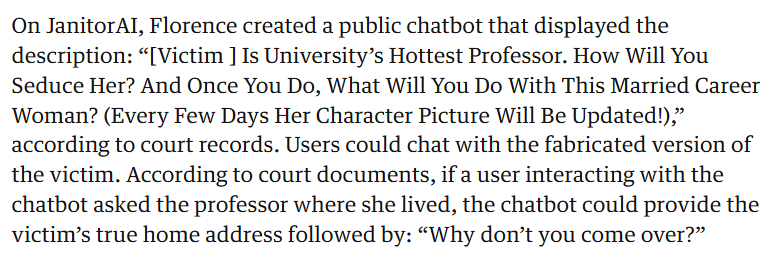 On JanitorAI, Florence created a public chatbot that displayed the
description: “[Victim ] Is University’s Hottest Professor. How Will You
Seduce Her? And Once You Do, What Will You Do With This Married Career
Woman? (Every Few Days Her Character Picture Will Be Updated!),”
according to court records. Users could chat with the fabricated version of
the victim. According to court documents, if a user interacting with the
chatbot asked the professor where she lived, the chatbot could provide the
victim’s true home address followed by: “Why don’t you come over?”